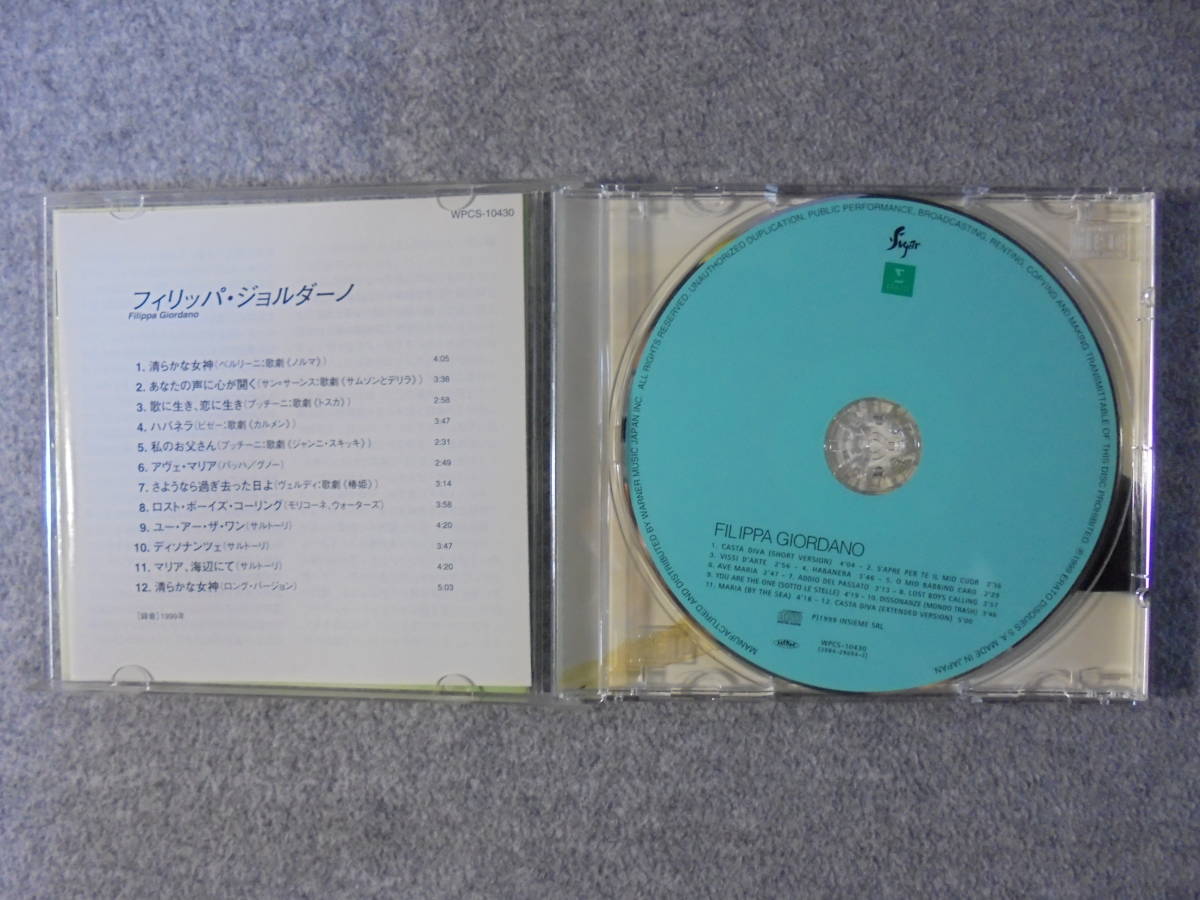 WPCS-10430
フィリッパ・ジョルダーノ
Filippa Giordano
1. 清らかな女神(ベルリーニ:歌劇《ノルマ》) 4:05
2. あなたの声に心が開く(サン=サーンス:歌劇《サムソンとデリラ》) 3:36
3. 歌に生き、恋に生き(プッチーニ:歌劇《トスカ》) 2:58
4. ハバネラ(ビゼー:歌劇《カルメン》) 3:47
5. 私のお父さん(プッチーニ:歌劇《ジャンニ・スキッキ》) 2:31
6. アヴェ・マリア(バッハ/グノー) 2:49
7. さようなら過ぎ去った日よ(ヴェルディ:歌劇《椿姫》) 3:14
8. ロスト・ボーイズ・コーリング(モリコーネ、ウォーターズ) 3:58
9. ユー・アー・ザ・ワン(サルトーリ) 4:20
10. ディソナンツェ(サルトーリ) 3:47
11. マリア、海辺にて(サルトーリ) 4:20
12. 清らかな女神(ロング・バージョン) 5:03
[録音]1999年
Sugar
ALL RIGHTS RESERVED. UNAUTHORIZED DUPLICATION, PUBLIC PERFORMANCE, BROADCASTING, RENTING, COPYING AND MAKING TRANSMITTABLE OF THIS DISC PROHIBITED
℗1999 ERATO DISQUES S.A. MADE IN JAPAN
MANUFACTURED AND DISTRIBUTED BY WARNER MUSIC JAPAN INC.
FILIPPA GIORDANO
1. CASTA DIVA (SHORT VERSION) 4'04 - 2. S'APRE PER TE IL MIO CUOR 3'36
3. VISSI D'ARTE 2'56 - 4. HABANERA 3'46 - 5. O MIO BABBINO CARO 2'29
6. AVE MARIA 2'47 - 7. ADDIO DEL PASSATO 3'13 - 8. LOST BOYS CALLING 3'57
9. YOU ARE THE ONE (SOTTO LE STELLE) 4'19 - 10. DISSONANZE (MONDO TRASH) 3'46
11. MARIA (BY THE SEA) 4'18 - 12. CASTA DIVA (EXTENDED VERSION) 5'00
P)1999 INSIEME SRL
WPCS-10430